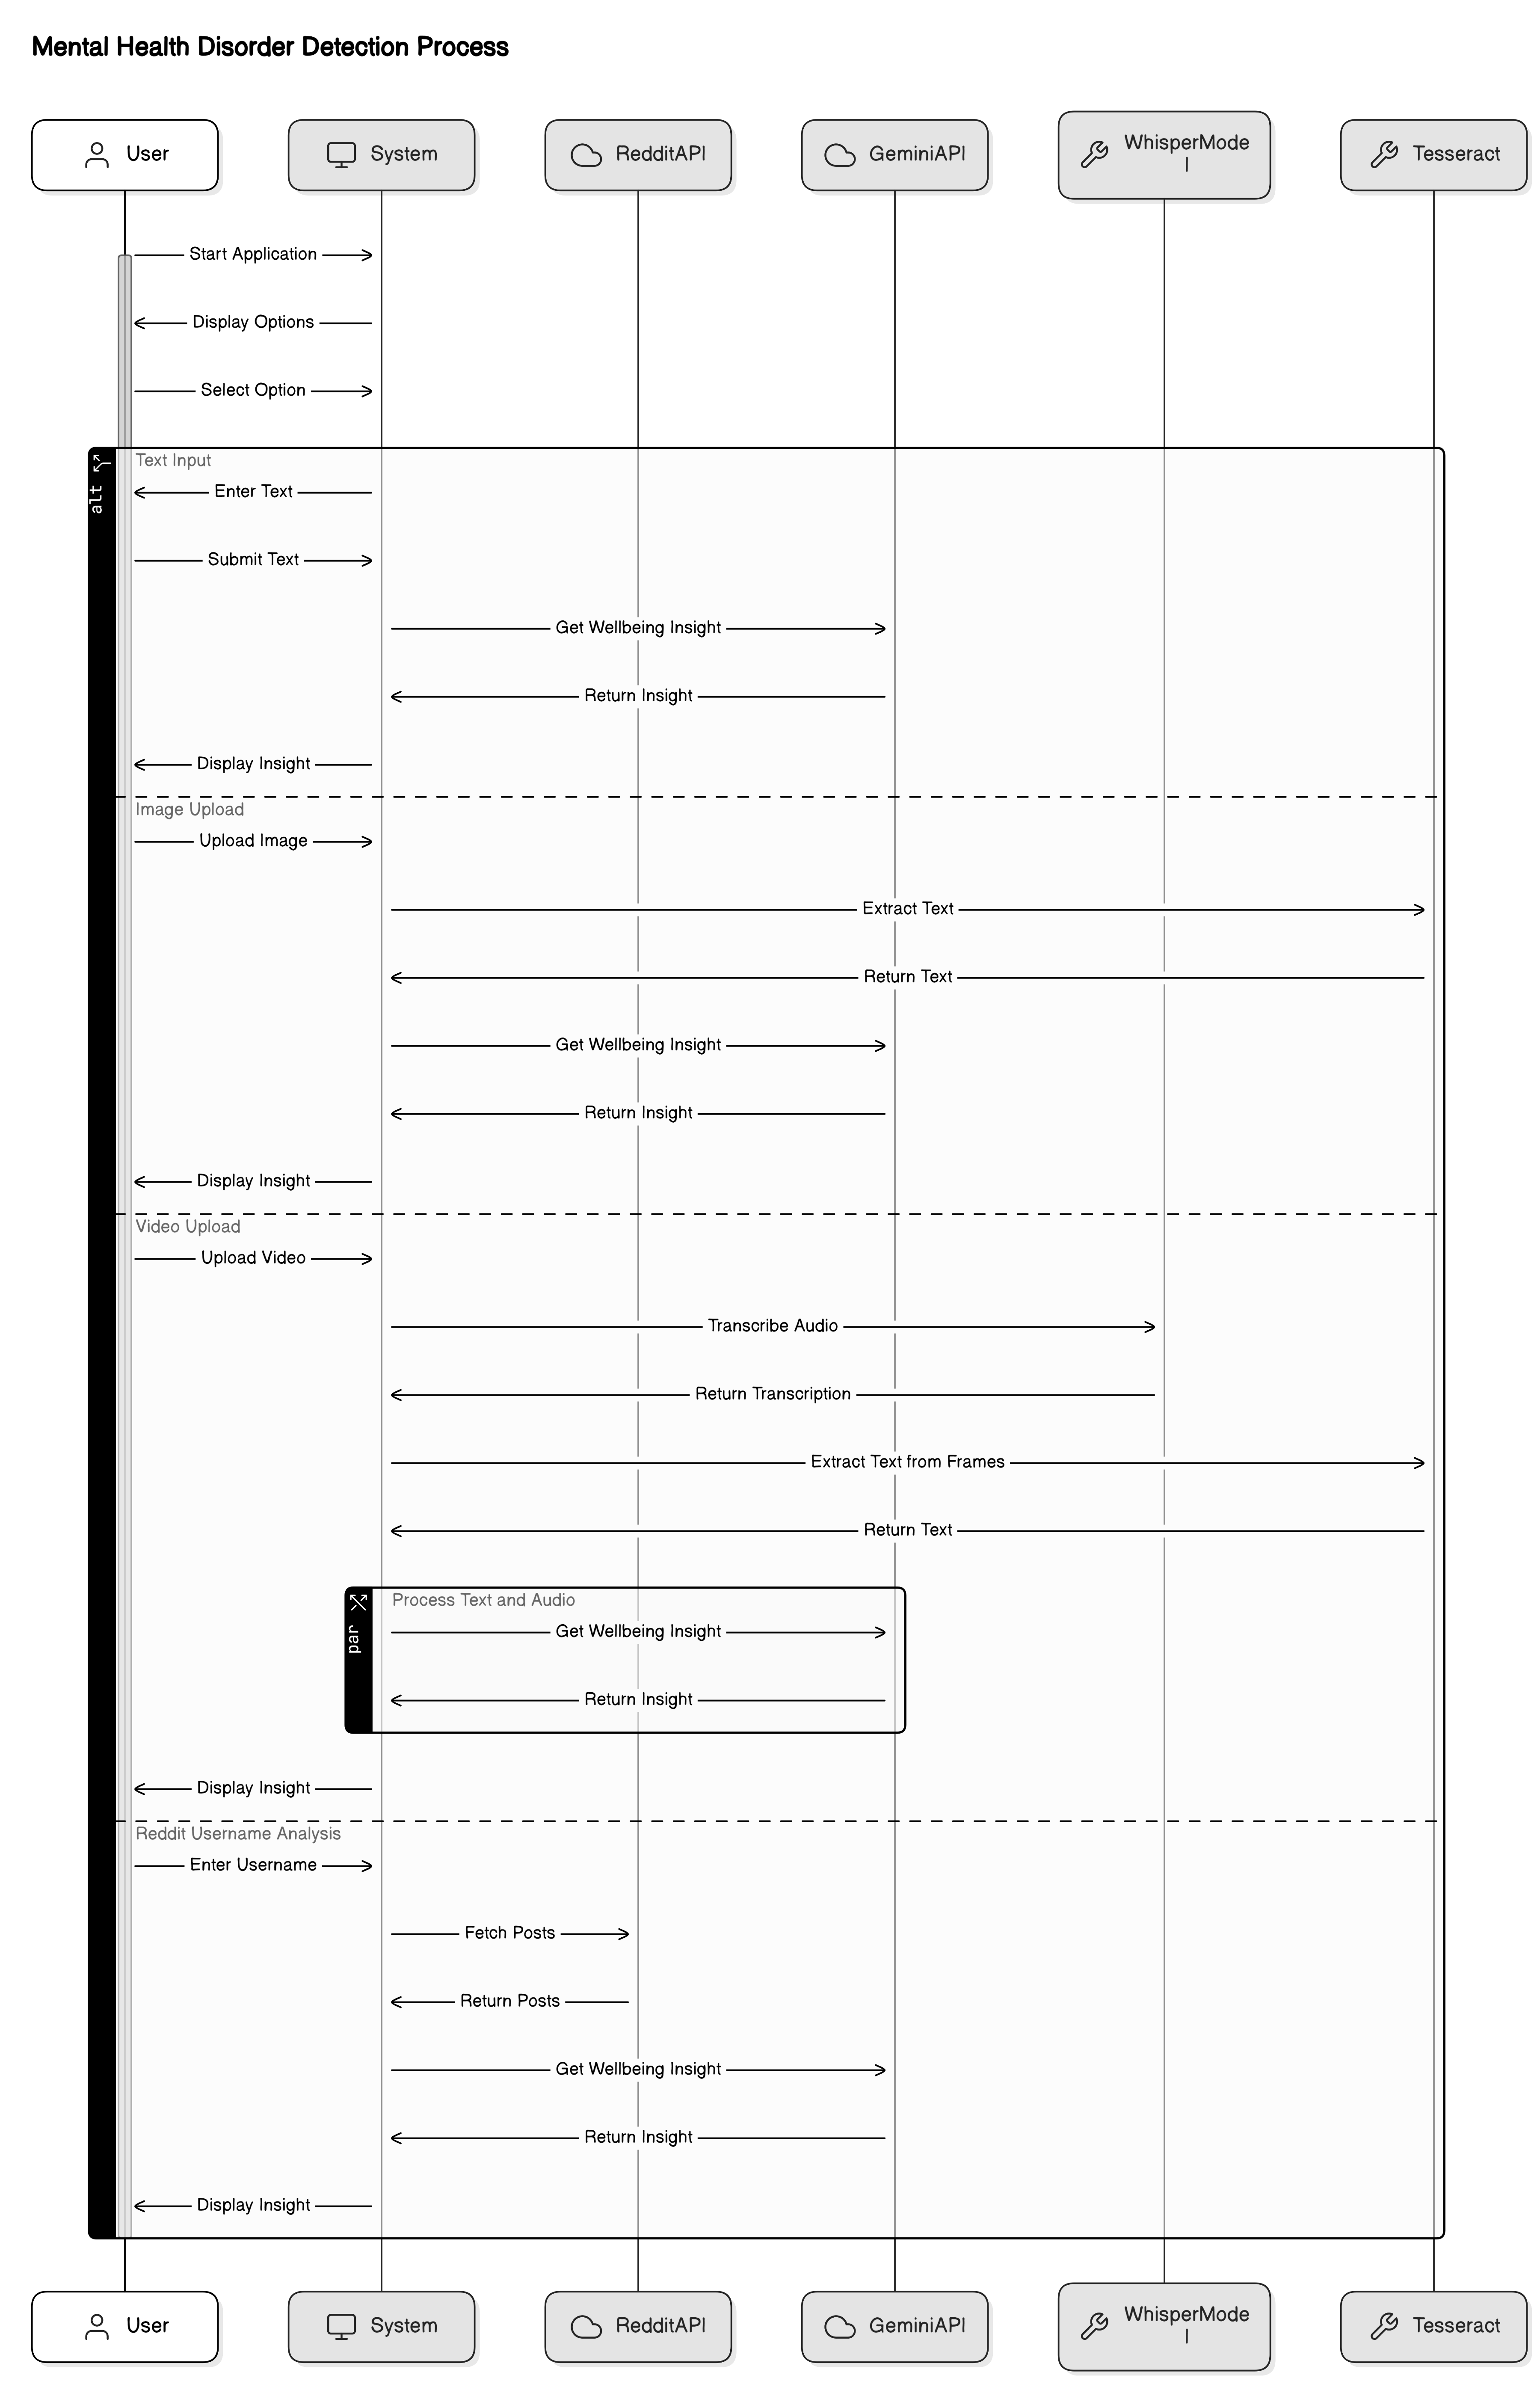 Mental Health Disorder Detection Process
User
System
RedditAPI
GeminiAPI
WhisperMode
l
Tesseract
Start Application
Display Options
Select Option
alt
Text Input
Enter Text
Submit Text
Get Wellbeing Insight
Return Insight
Display Insight
Image Upload
Upload Image
Extract Text
Return Text
Get Wellbeing Insight
Return Insight
Display Insight
Video Upload
Upload Video
Transcribe Audio
Return Transcription
Extract Text from Frames
Return Text
par
Process Text and Audio
Get Wellbeing Insight
Return Insight
Display Insight
Reddit Username Analysis
Enter Username
Fetch Posts
Return Posts
Get Wellbeing Insight
Return Insight
Display Insight
User
System
RedditAPI
GeminiAPI
WhisperMode
l
Tesseract